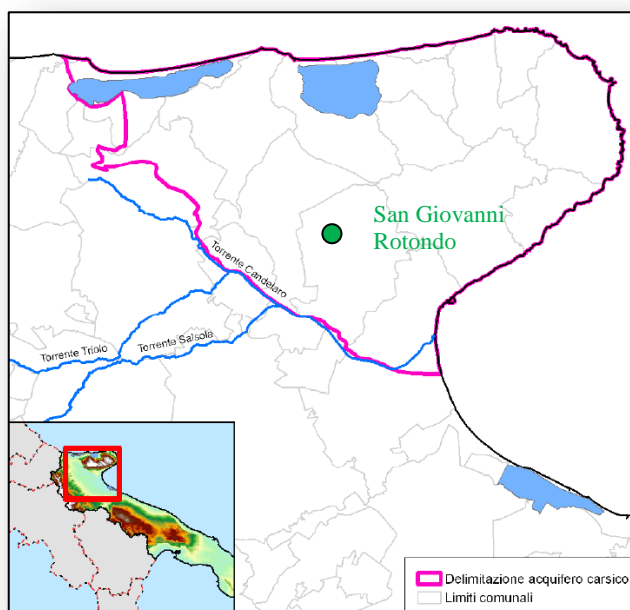 San Giovanni
Rotondo
Torrente Candelaro
Torrente Triolo
Torrente Salsola
Delimitazione acquifero carsico
Limiti comunali